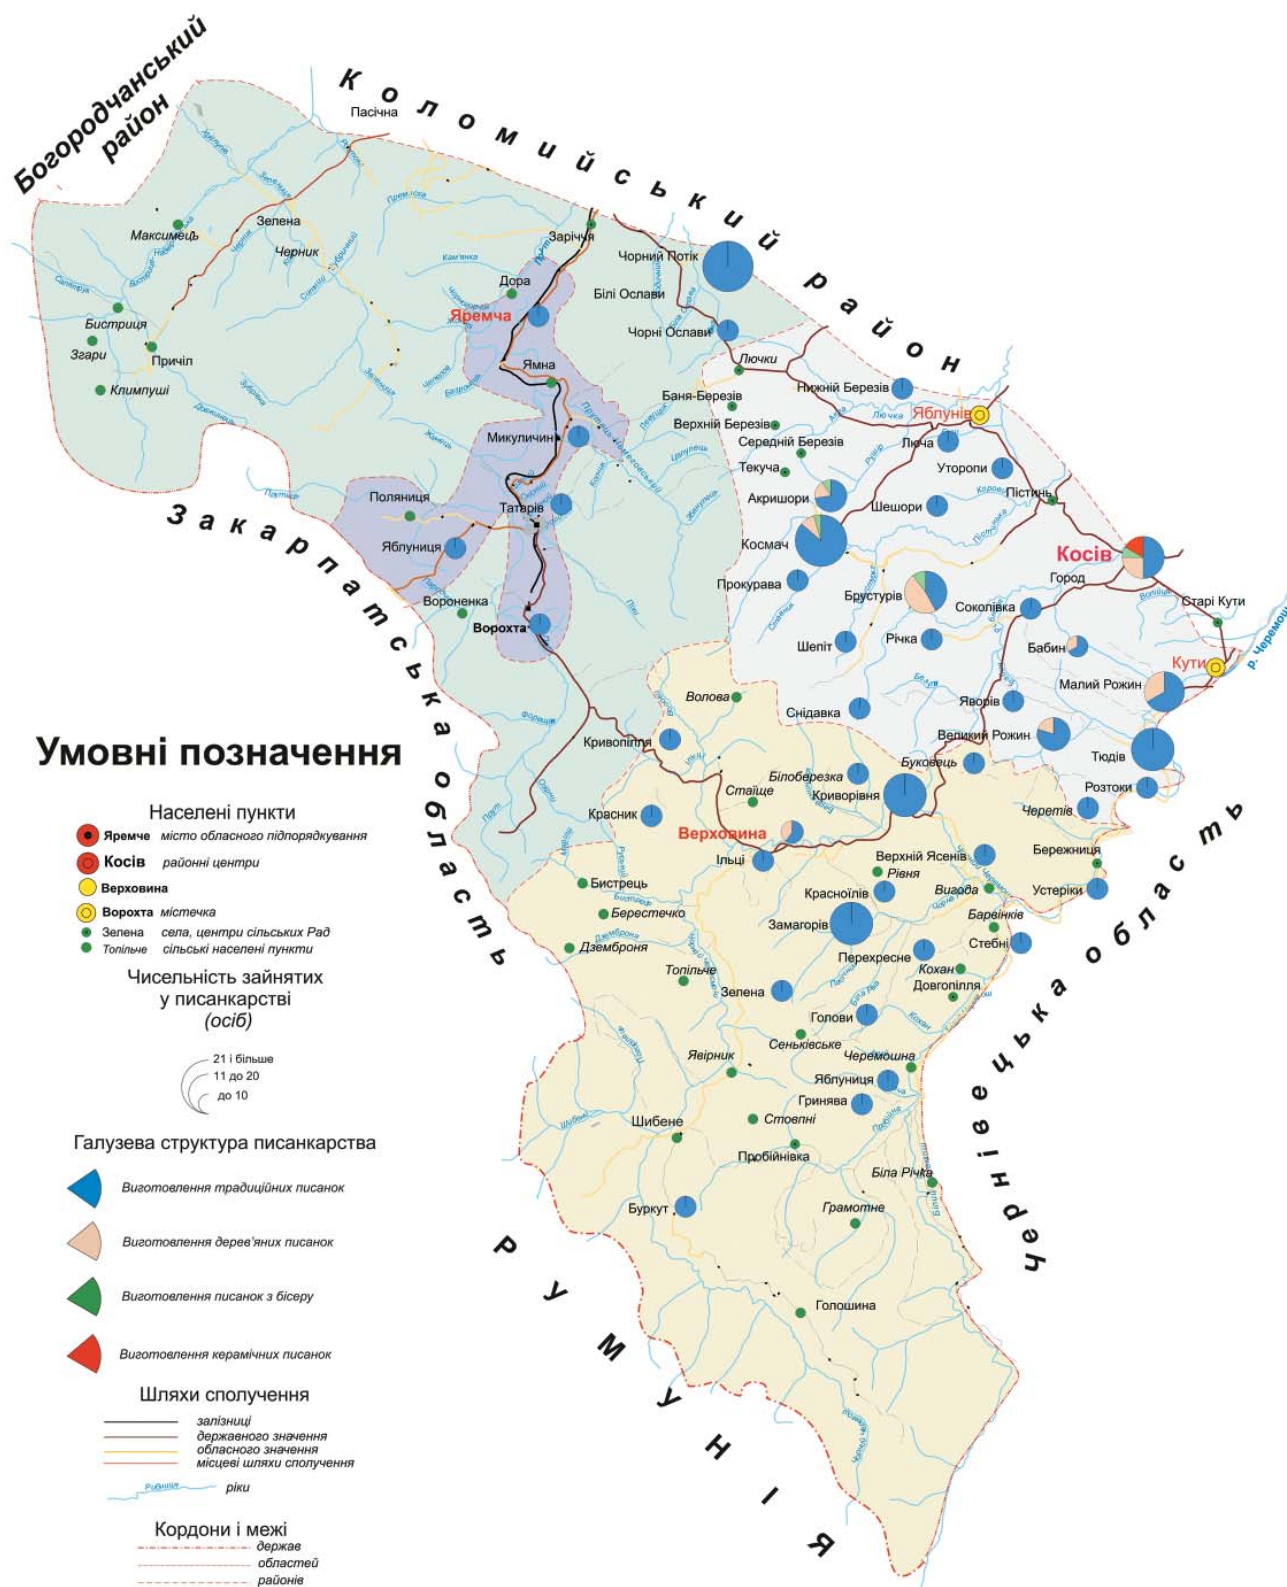 Богородчанський
район
Коломийський район
Пасічна
Максимець
Зелена
Черник
Заріччя
Чорний Потік
Дора
Білі Ослави
Яремча
Чорні Ослави
Бистриця
Згари
Причіл
Климпуші
Ямна
Лючки
Нижній Березів
Баня-Березів
Яблунів
Верхній Березів
Микуличин
Середній Березів
Люча
Текуча
Уторопи
Поляниця
Татарів
Акришори
Шешори
Пістинь
Яблуниця
Космач
Косів
Прокурава
Город
Вороненка
Брустурів
Соколівка
Старі Кути
Ворохта
Шепіт
Річка
Бабин
Кути
р. Черемош
Малий Рожин
Волова
Снідавка
Яворів
Закарпатська область
Кривопілля
Великий Рожин
Тюдів
Буковець
Білоберезка
Стаїще
Криворівня
Розтоки
Красник
Черетів
Верховина
Ільці
Верхній Ясенів
Бережниця
Рівня
Бистрець
Красноїлів
Вигода
Устеріки
Берестечко
Замагорів
Барвінків
Стебні
Дземброня
Перехресне
Топільче
Кохан
Зелена
Довгопілля
Голови
Сеньківське
Явірник
Черемошна
Яблуниця
Гринява
Стовпні
Шибене
Пробійнівка
Біла Річка
Буркут
Грамотне
Голошина
Чернівецька область
РУМУНІЯ
Умовні позначення
Населені пункти
Яремче місто обласного підпорядкування
Косів районні центри
Верховина
Ворохта містечка
Зелена села, центри сільських Рад
Топільче сільські населені пункти
Чисельність зайнятих
у писанкарстві
(осіб)
21 і більше
11 до 20
до 10
Галузева структура писанкарства
Виготовлення традиційних писанок
Виготовлення дерев'яних писанок
Виготовлення писанок з бісеру
Виготовлення керамічних писанок
Шляхи сполучення
залізниці
державного значення
обласного значення
місцеві шляхи сполучення
Рибниця ріки
Кордони і межі
держав
областей
районів